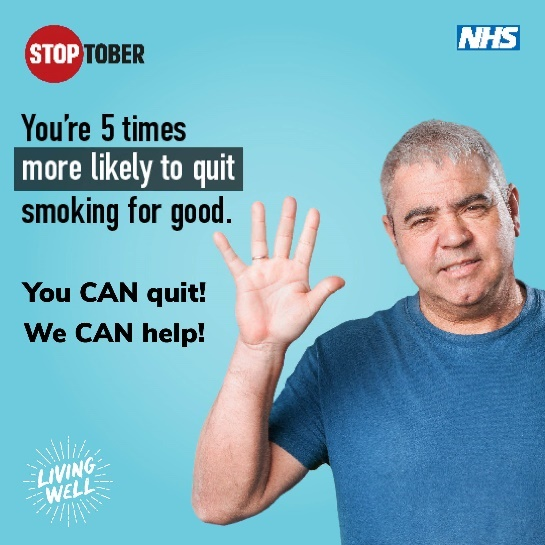 STOPTOBER
NHS
You're 5 times
more likely to quit
smoking for good.
You CAN quit!
We CAN help!
LIVING
WELL